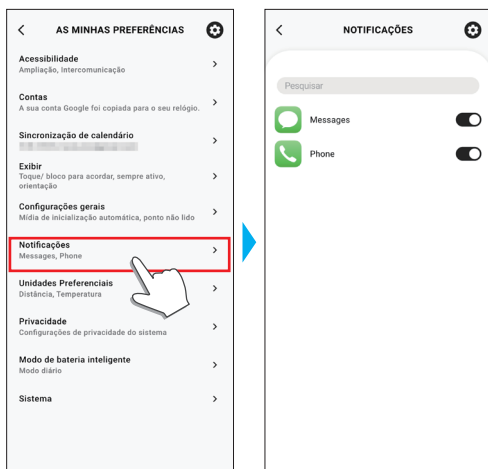 AS MINHAS PREFERÊNCIAS
Acessibilidade
Ampliação, Intercomunicação
Contas
A sua conta Google foi copiada para o seu relógio.
Sincronização de calendário
Exibir
Toque/ bloco para acordar, sempre ativo,
orientação
Configurações gerais
Mídia de inicialização automática, ponto não lido
Notificações
Messages, Phone
Unidades Preferenciais
Distância, Temperatura
Privacidade
Configurações de privacidade do sistema
Modo de bateria inteligente
Modo diário
Sistema
NOTIFICAÇÕES
Pesquisar
Messages
Phone